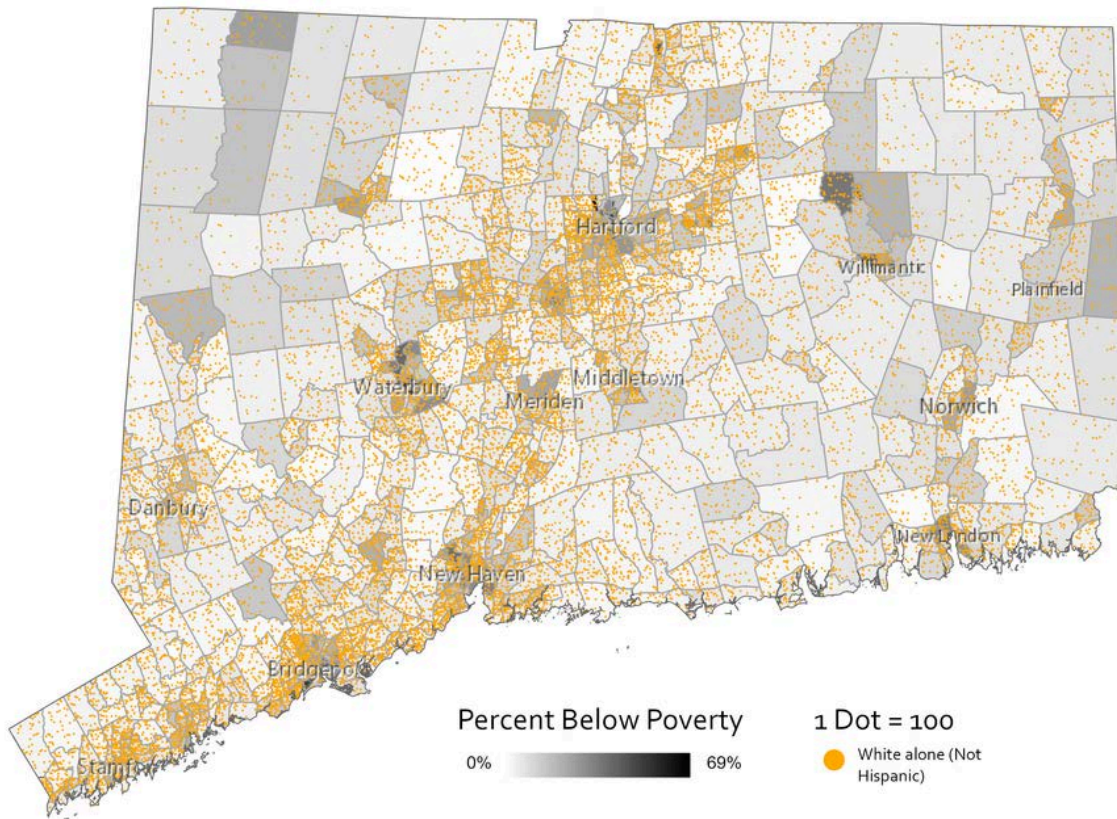 Hartford
Willimantic
Plainfield
Waterbury
Meriden
Middletown
Norwich
Danbury
New London
New Haven
Bridgeport
Stamford
Percent Below Poverty
0%
69%
1 Dot = 100
White alone (Not
Hispanic)